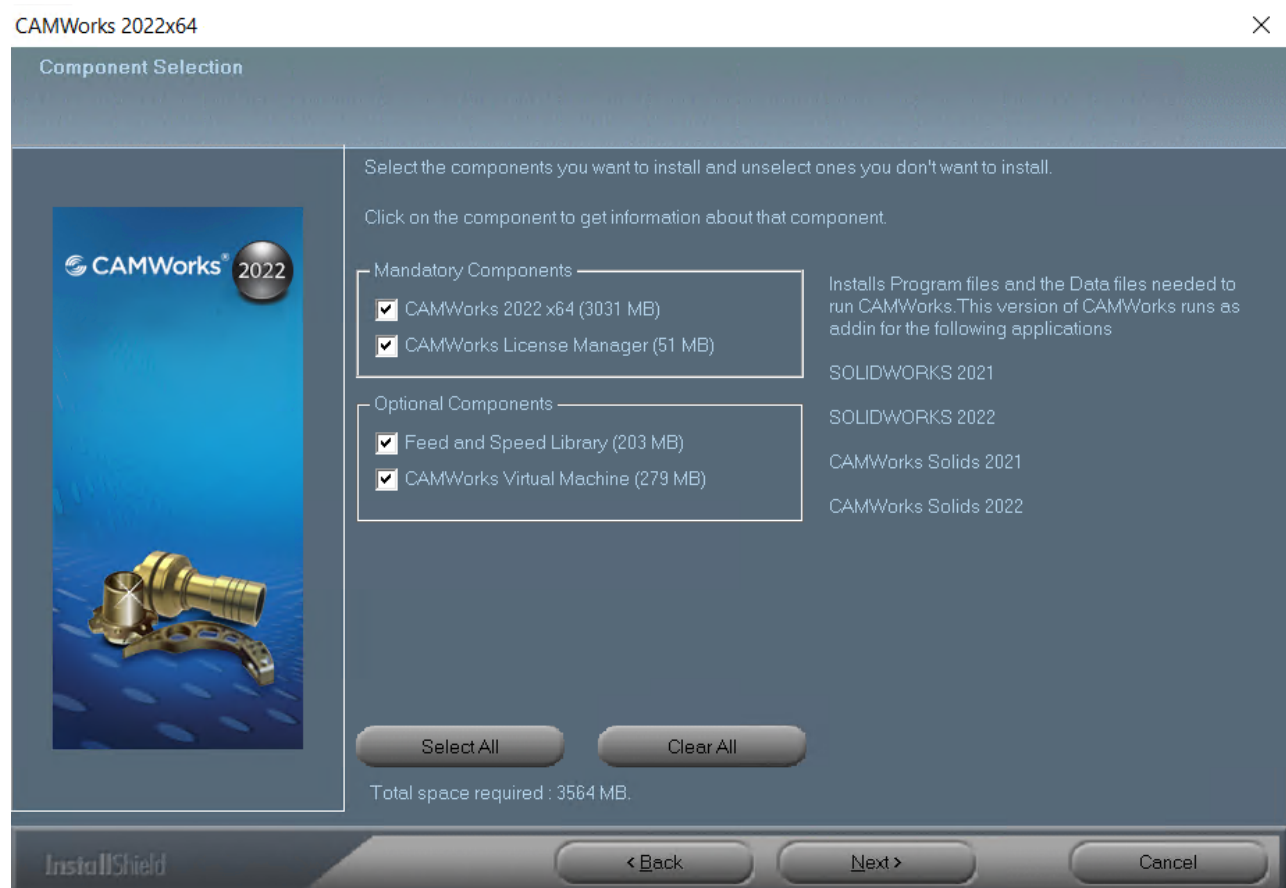 CAMWorks 2022x64
Component Selection
Select the components you want to install and unselect ones you don't want to install.
Click on the component to get information about that component.
CAMWorks® 2022
Mandatory Components
CAMWorks 2022 x64 (3031 MB)
CAMWorks License Manager (51 MB)
Optional Components
Feed and Speed Library (203 MB)
CAMWorks Virtual Machine (279 MB)
Installs Program files and the Data files needed to
run CAMWorks.This version of CAMWorks runs as
addin for the following applications
SOLIDWORKS 2021
SOLIDWORKS 2022
CAMWorks Solids 2021
CAMWorks Solids 2022
Select All
Clear All
Total space required : 3564 MB.
InstallShield
< Back
Next >
Cancel